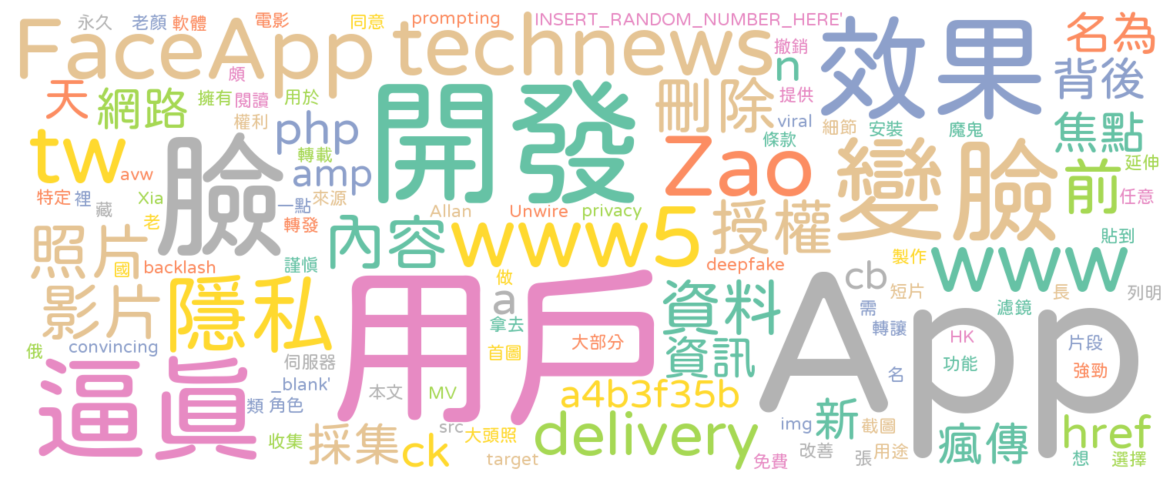 永久 老顏 軟體 電影 同意 prompting INSERT_RANDOM_NUMBER_HERE' 名為
FaceApp technews 撤銷 效果
頗 n 背後
天 網路 擁有 閱讀 用於 開發 刪除 提供
權利 php viral 細節 安裝 魔鬼 焦點
tw avw 臉 轉載 amp Zao 條款 變臉 前 延伸
特定 裡 Xia 一點 來源 任意
藏 老 轉發 Allan Unwire privacy 授權
照片 國 謹慎 內容 www 5 www 貼到
backlash 做 deepfake 製作
影片 隱私 用戶 a 資料 cb 短片 App 長 列明
拿去 需 濾鏡
俄 convincing 伺服器 首圖 大部分 資訊 轉讓 HK 片段
逼真 _blank' 本文 MV a4b3f35b 名 功能 強勁
類 角色 新
收集 採集 src 大頭照 delivery img 截圖 瘋傳 href
ck target 免費 改善 張 用途 想 選擇